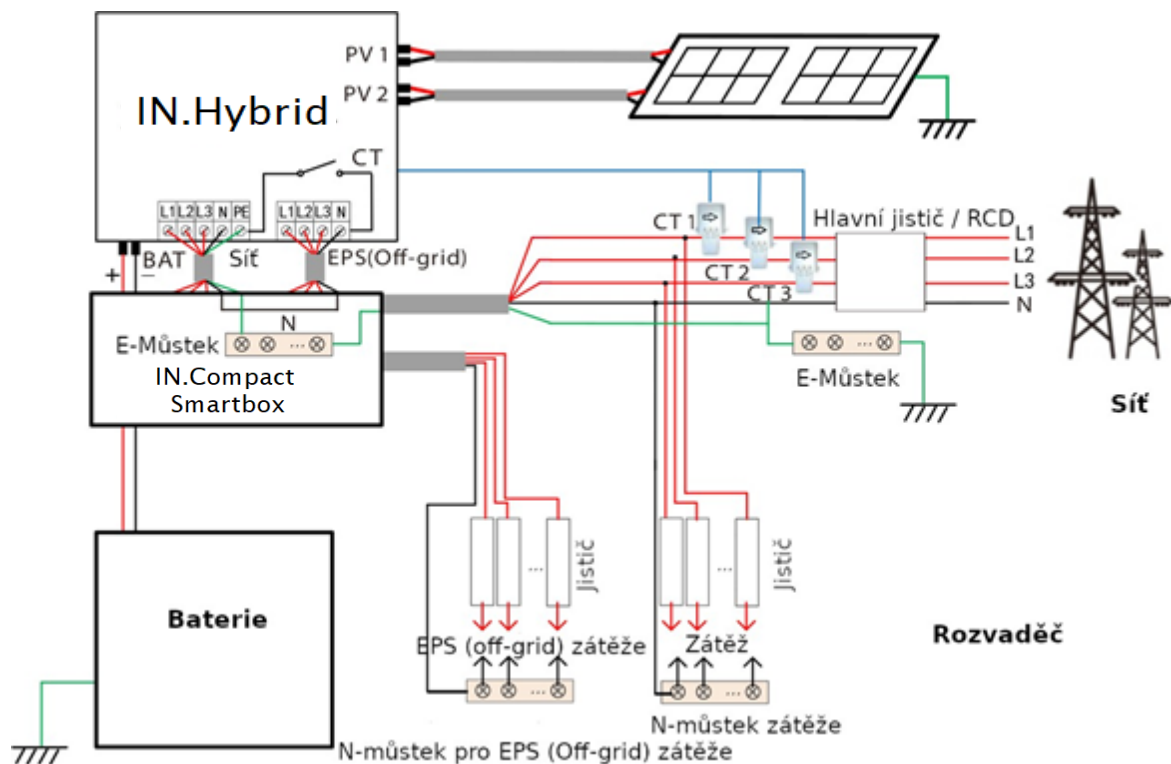 PV 1
PV 2
IN.Hybrid
CT
L1 L2 L3 N PE
L1 L2 L3 N
+ BAT −
Síť
EPS(Off-grid)
CT 1
CT 2
CT 3
Hlavní jistič / RCD
L1
L2
L3
N
N
E-Můstek
...
IN.Compact
Smartbox
...
E-Můstek
Síť
Baterie
...
Jistič
...
Jistič
EPS (off-grid) zátěže
Zátěž
Rozvaděč
...
...
N-můstek zátěže
N-můstek pro EPS (Off-grid) zátěže